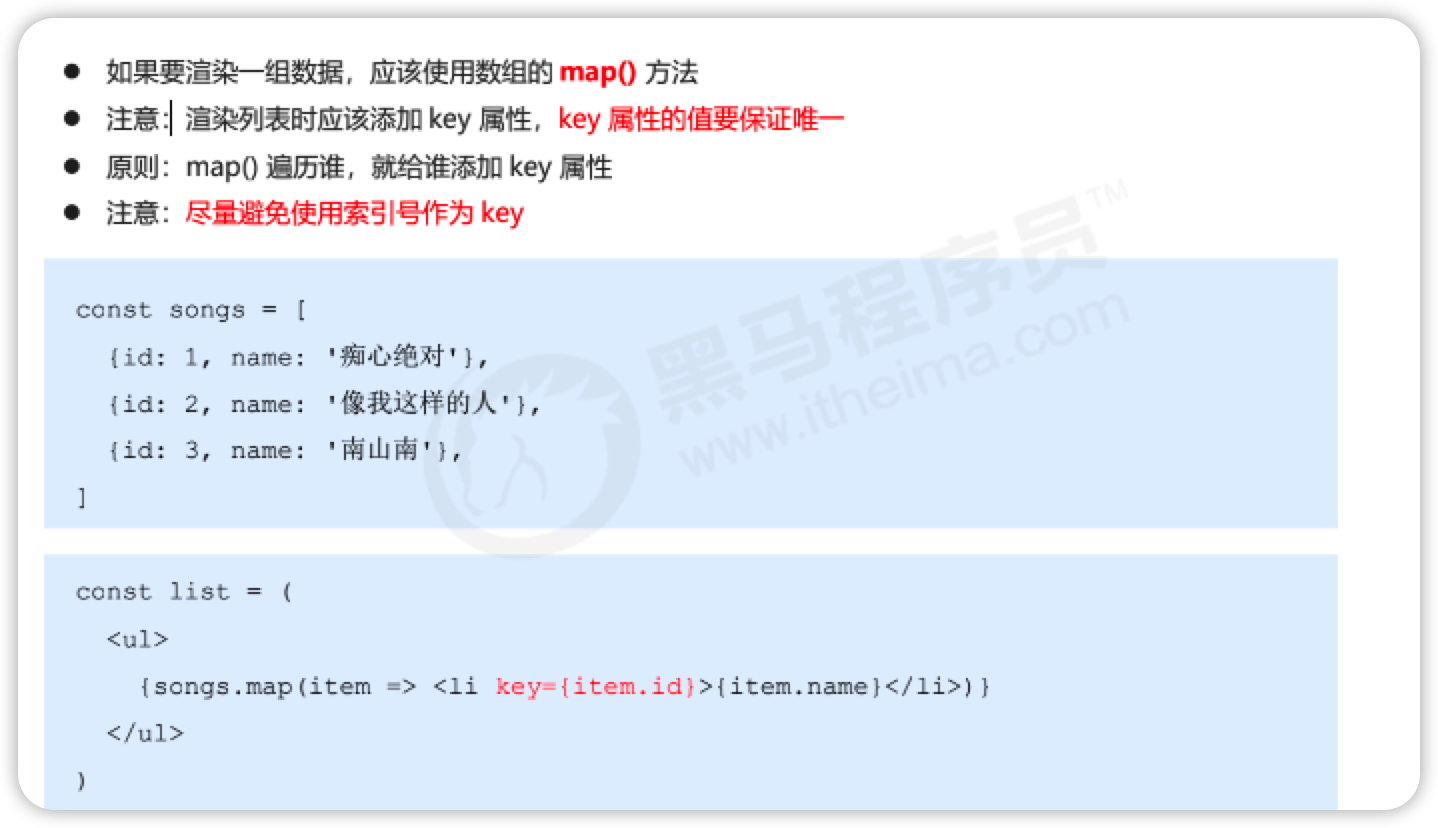 ● 如果要渲染一组数据，应该使用数组的 map() 方法
● 注意： 渲染列表时应该添加 key 属性，key 属性的值要保证唯一
● 原则：map() 遍历谁，就给谁添加 key 属性
● 注意：尽量避免使用索引号作为 key
const songs = [
  {id: 1, name: '痴心绝对'},
  {id: 2, name: '像我这样的人'},
  {id: 3, name: '南山南'},
]
黑马程序员™
www.itheima.com
const list = (
  <ul>
    {songs.map(item => <li key={item.id}>{item.name}</li>)}
  </ul>
)